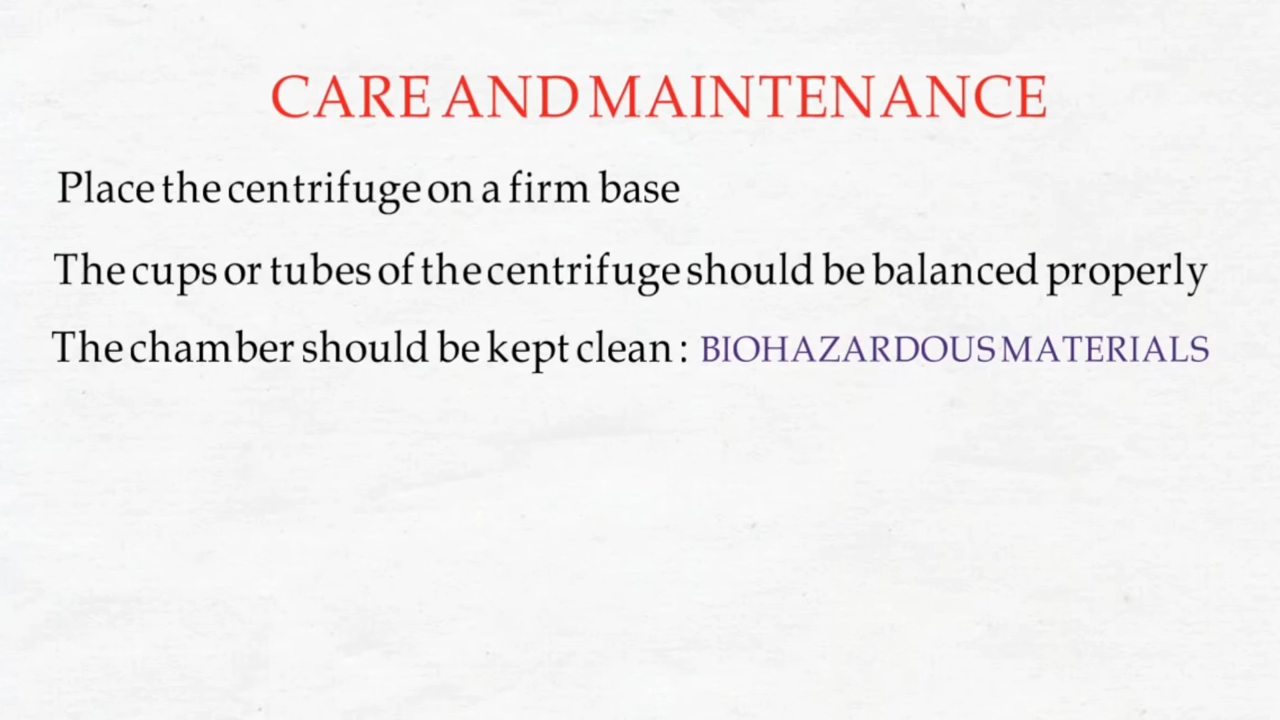 CARE AND MAINTENANCE
Place the centrifuge on a firm base
The cups or tubes of the centrifuge should be balanced properly
The chamber should be kept clean : BIOHAZARDOUS MATERIALS